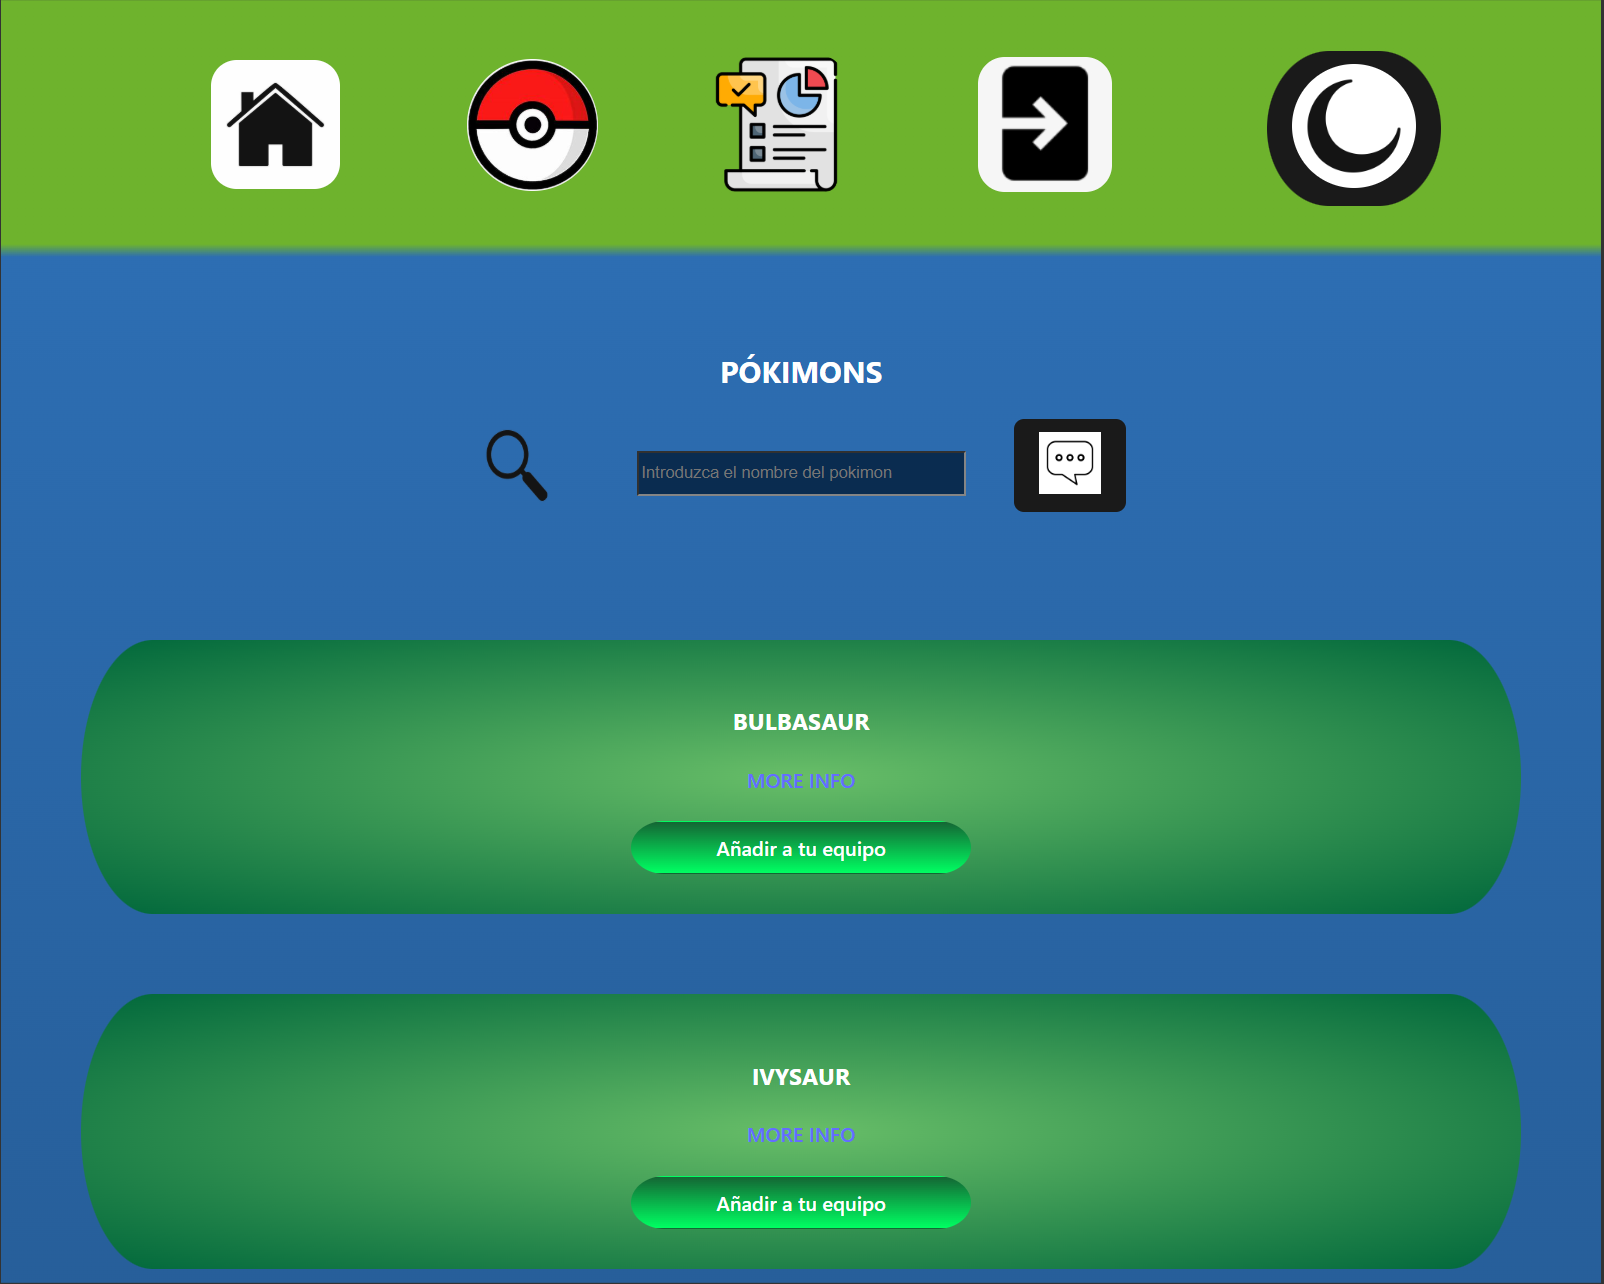 PÓKIMONS
Introduzca el nombre del pokimon
BULBASAUR
MORE INFO
Añadir a tu equipo
IVYSAUR
MORE INFO
Añadir a tu equipo